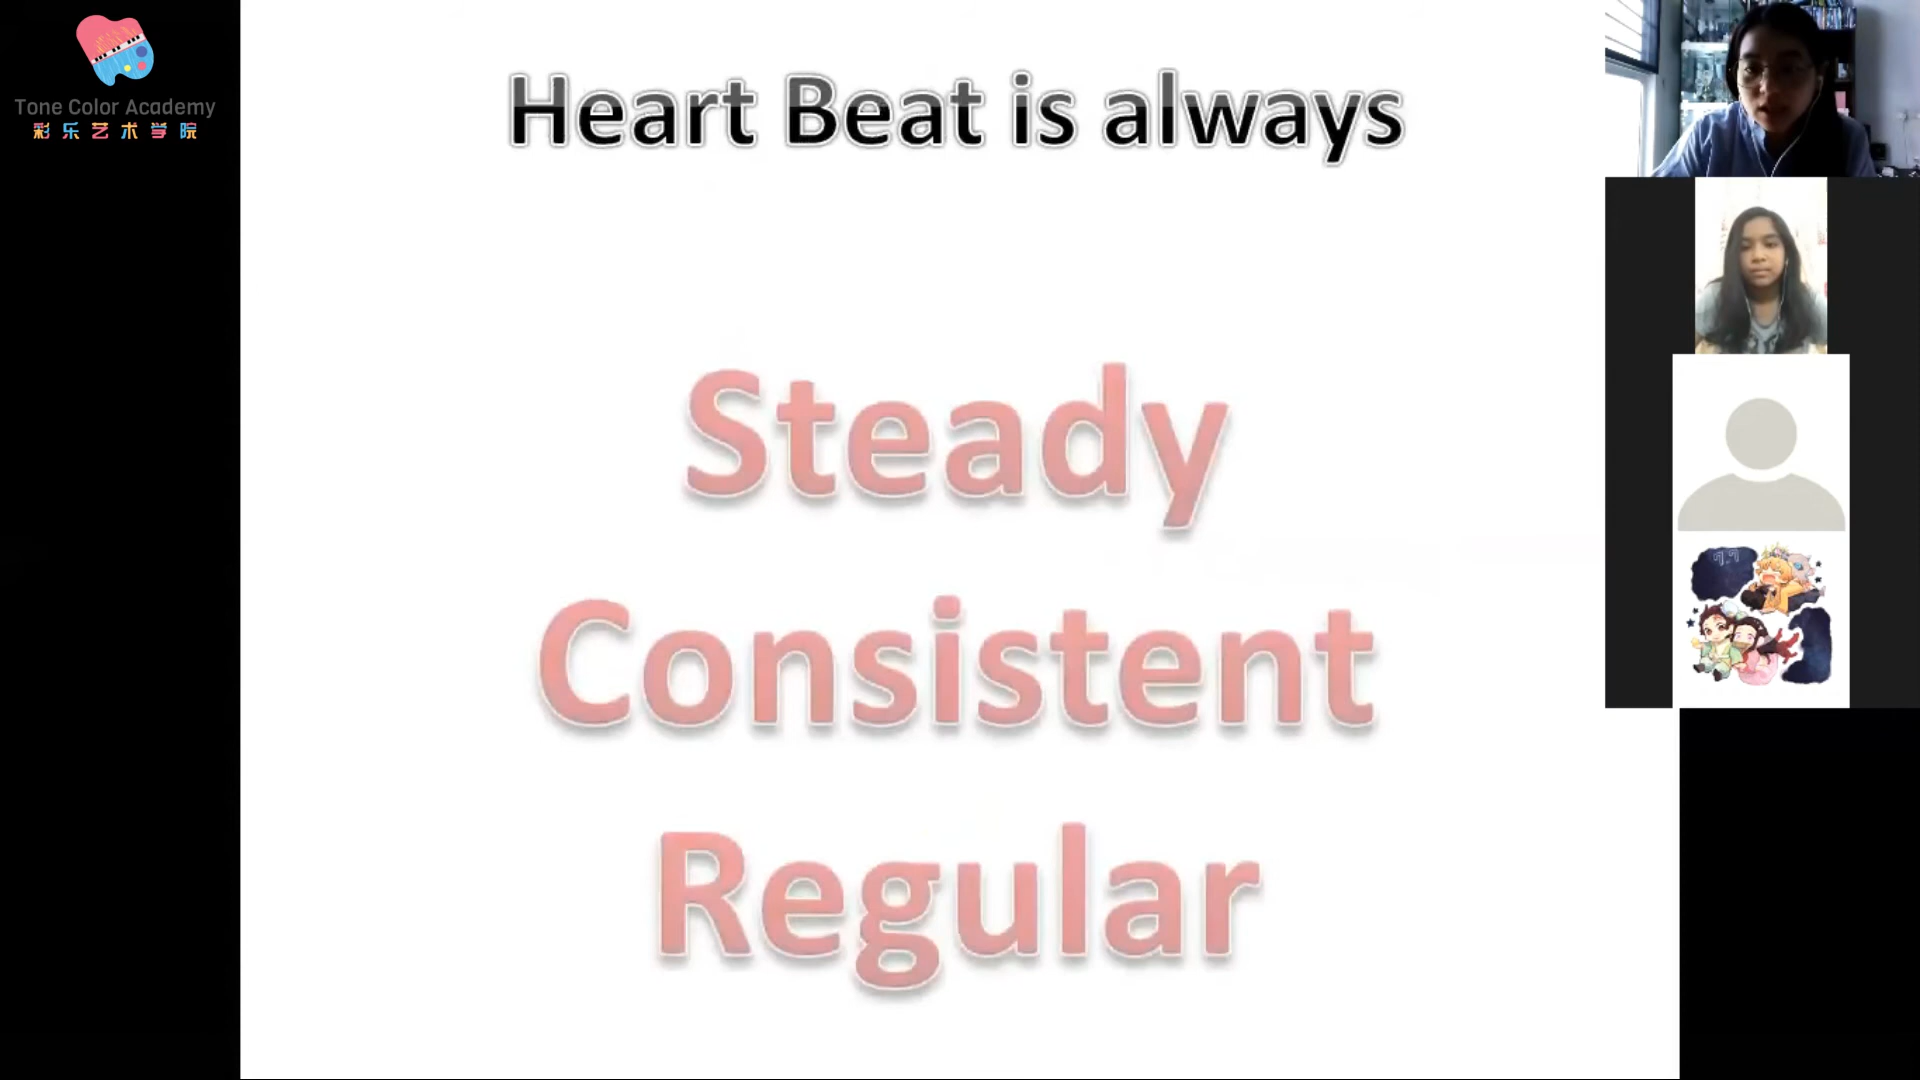 Tone Color Academy
彩乐艺术学院
Heart Beat is always
Steady
Consistent
Regular